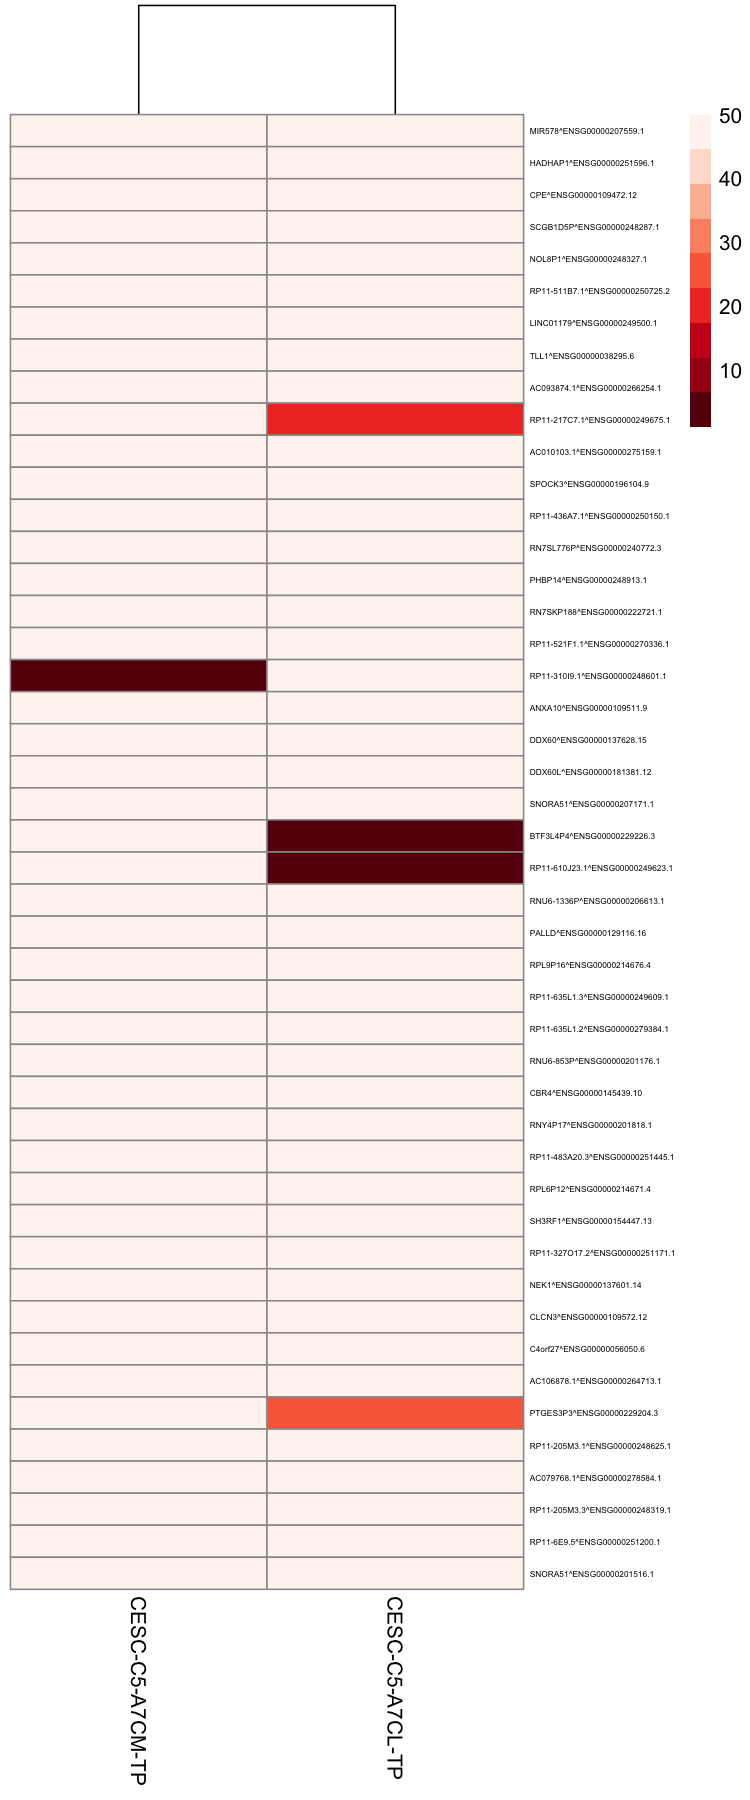 MIR578^ENSG00000207559.1
HADHAP1^ENSG00000251596.1
CPE^ENSG00000109472.12
SCGB1D5P^ENSG00000248287.1
NOL8P1^ENSG00000248327.1
RP11-511B7.1^ENSG00000250725.2
LINC01179^ENSG00000249500.1
TLL1^ENSG00000038295.6
AC093874.1^ENSG00000266254.1
RP11-217C7.1^ENSG00000249675.1
AC010103.1^ENSG00000275159.1
SPOCK3^ENSG00000196104.9
RP11-436A7.1^ENSG00000250150.1
RN7SL776P^ENSG00000240772.3
PHBP14^ENSG00000248913.1
RN7SKP188^ENSG00000222721.1
RP11-521F1.1^ENSG00000270336.1
RP11-310I9.1^ENSG00000248601.1
ANXA10^ENSG00000109511.9
DDX60^ENSG00000137628.15
DDX60L^ENSG00000181381.12
SNORA51^ENSG00000207171.1
BTF3L4P4^ENSG00000229226.3
RP11-610J23.1^ENSG00000249623.1
RNU6-1336P^ENSG00000206613.1
PALLD^ENSG00000129116.16
RPL9P16^ENSG00000214676.4
RP11-635L1.3^ENSG00000249609.1
RP11-635L1.2^ENSG00000279384.1
RNU6-853P^ENSG00000201176.1
CBR4^ENSG00000145439.10
RNY4P17^ENSG00000201818.1
RP11-483A20.3^ENSG00000251445.1
RPL6P12^ENSG00000214671.4
SH3RF1^ENSG00000154447.13
RP11-327O17.2^ENSG00000251171.1
NEK1^ENSG00000137601.14
CLCN3^ENSG00000109572.12
C4orf27^ENSG00000056050.6
AC106878.1^ENSG00000264713.1
PTGES3P3^ENSG00000229204.3
RP11-205M3.1^ENSG00000248625.1
AC079768.1^ENSG00000278584.1
RP11-205M3.3^ENSG00000248319.1
RP11-6E9.5^ENSG00000251200.1
SNORA51^ENSG00000201516.1
50
40
30
20
10
CESC-C5-A7CM-TP
CESC-C5-A7CL-TP